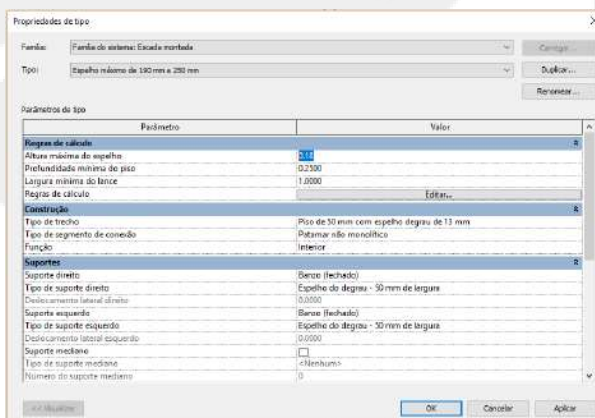 Propriedades de tipo
Família: Família do sistema: Escada montada Carregar...
Tipo: Espelho máximo de 190 mm e 250 mm Duplicar...
Renomear...
Parâmetros de tipo
Parâmetro Valor
Regras de cálculo
Altura máxima do espelho
Profundidade mínima do piso 0.2500
Largura mínima do lance 1.0000
Regras de cálculo Editar...
Construção
Tipo de trecho Piso de 50 mm com espelho degrau de 13 mm
Tipo de segmento de conexão Patamar não monolítico
Função Interior
Suportes
Suporte direito Banzo (fechado)
Tipo de suporte direito Espelho do degrau - 50 mm de largura
Deslocamento lateral direito 0.0000
Suporte esquerdo Banzo (fechado)
Tipo de suporte esquerdo Espelho do degrau - 50 mm de largura
Deslocamento lateral esquerdo 0.0000
Suporte mediano
Tipo de suporte mediano <Nenhum>
Número do suporte mediano 0
<< Visualizar OK Cancelar Aplicar